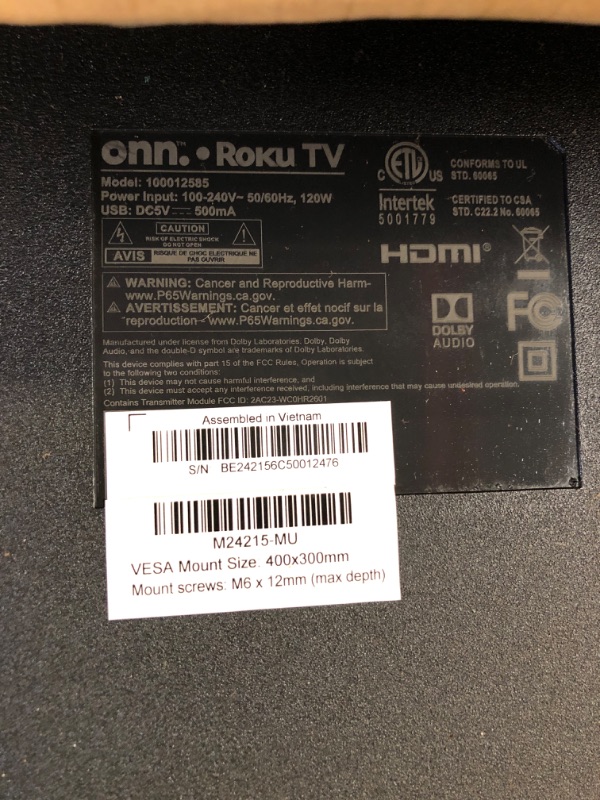 onn.™ • ROKU TV
Model: 100012585
Power Input: 100-240V~ 50/60Hz, 120W
USB: DC5V 500mA
CAUTION
RISK OF ELECTRIC SHOCK
DO NOT OPEN
AVIS RISQUE DE CHOC ELECTRIQUE NE
PAS OUVRIR
C ETL US
Intertek
5001779
CONFORMS TO UL
STD. 60065
CERTIFIED TO CSA
STD. C22.2 No. 60065
HDMI®
WARNING: Cancer and Reproductive Harm-
www.P65Warnings.ca.gov.
AVERTISSEMENT: Cancer et effet nocif sur la
reproduction-www.P65Warnings.ca.gov.
DOLBY
AUDIO
FC
Manufactured under license from Dolby Laboratories. Dolby, Dolby
Audio, and the double-D symbol are trademarks of Dolby Laboratories.
This device complies with part 15 of the FCC Rules, Operation is subject
to the following two conditions:
(1) This device may not cause harmful interference, and
(2) This device must accept any interference received, including interference that may cause undesired operation.
Contains Transmitter Module FCC ID: 2AC23-WC0HR2601
Assembled in Vietnam
S/N BE242156C50012476
M24215-MU
VESA Mount Size. 400x300mm
Mount screws: M6 x 12mm (max depth)